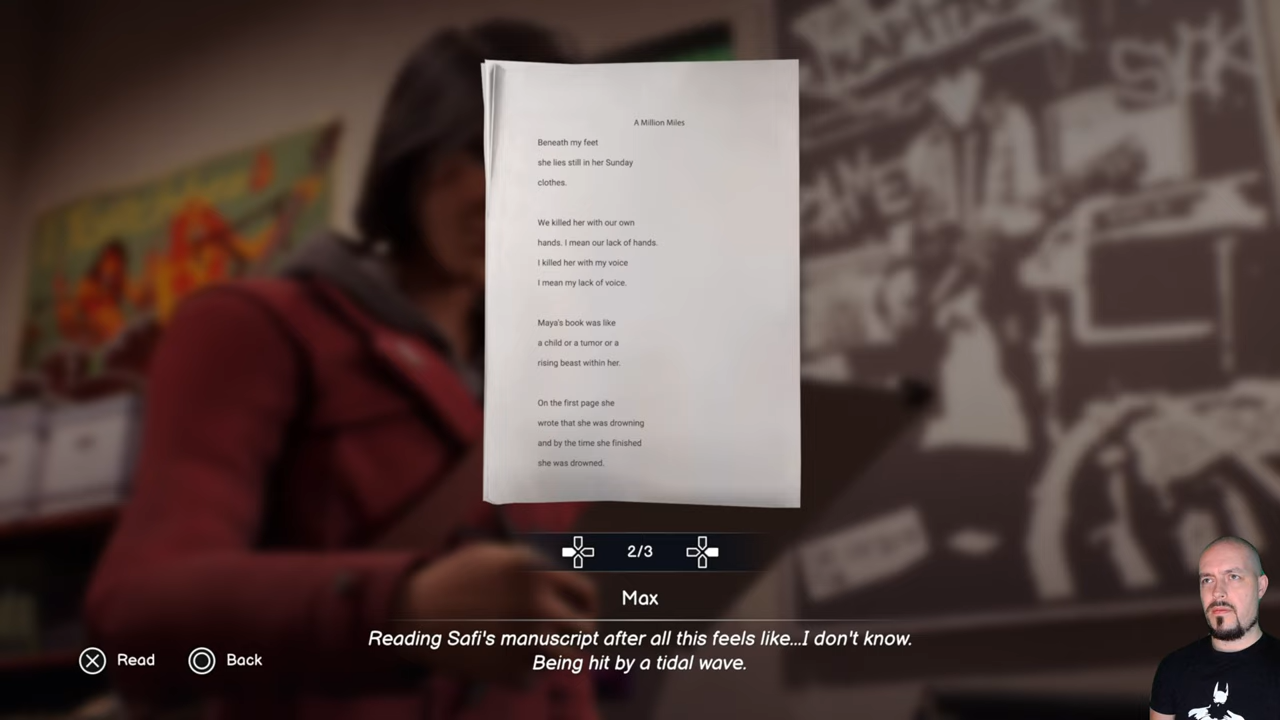 A Million Miles
Beneath my feet
she lies still in her Sunday
clothes.
We killed her with our own
hands. I mean our lack of hands.
I killed her with my voice
I mean my lack of voice.
Maya's book was like
a child or a tumor or a
rising beast within her.
On the first page she
wrote that she was drowning
and by the time she finished
she was drowned.
2/3
Max
Reading Safi's manuscript after all this feels like...I don't know.
Being hit by a tidal wave.
Read
Back